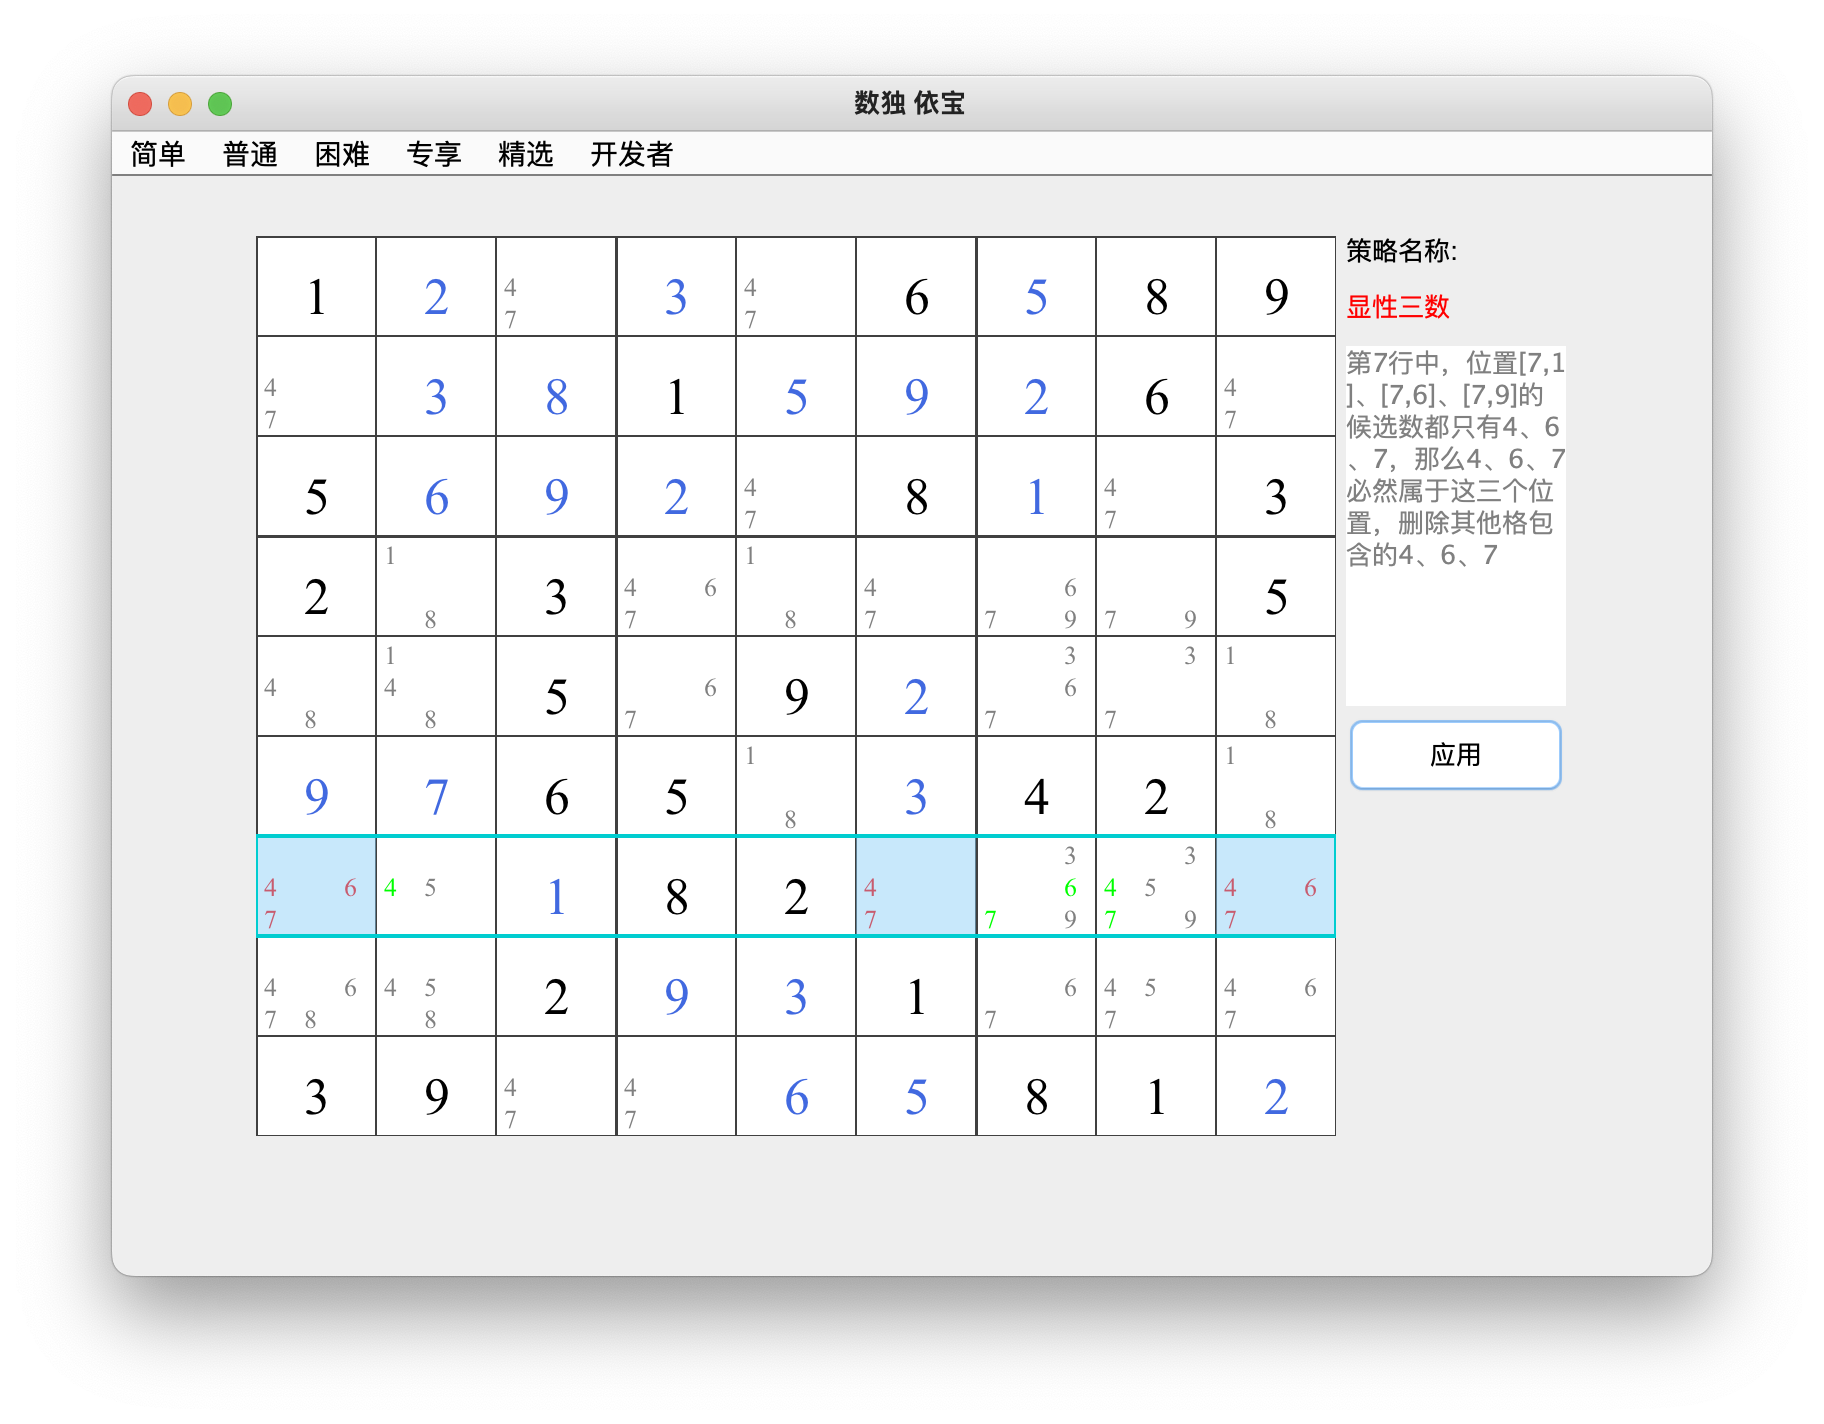 数独 依宝
简单 普通 困难 专享 精选 开发者
策略名称:
显性三数
第7行中，位置[7,1
]、[7,6]、[7,9]的
候选数都只有4、6
、7，那么4、6、7
必然属于这三个位
置，删除其他格包
含的4、6、7
应用
1 2 3 6 5 8 9
4 4
7 7
3 8 1 5 9 2 6
4 4
7 7
5 6 9 2 8 1 3
4 4
7 7
1 1
2 3 5
4 6 4 6
8 7 8 7 7 9 7 9
1 3 3 1
5 9 2
4 4 6 6
8 8 7 7 7 8
1 1
9 7 6 5 3 4 2
8 8
3 3
1 8 2
4 6 4 5 4 6 4 5 4 6
7 7 7 9 7 9 7
2 9 3 1
4 6 4 5 6 4 5 4 6
7 8 8 7 7 7
3 9 6 5 8 1 2
4 4
7 7